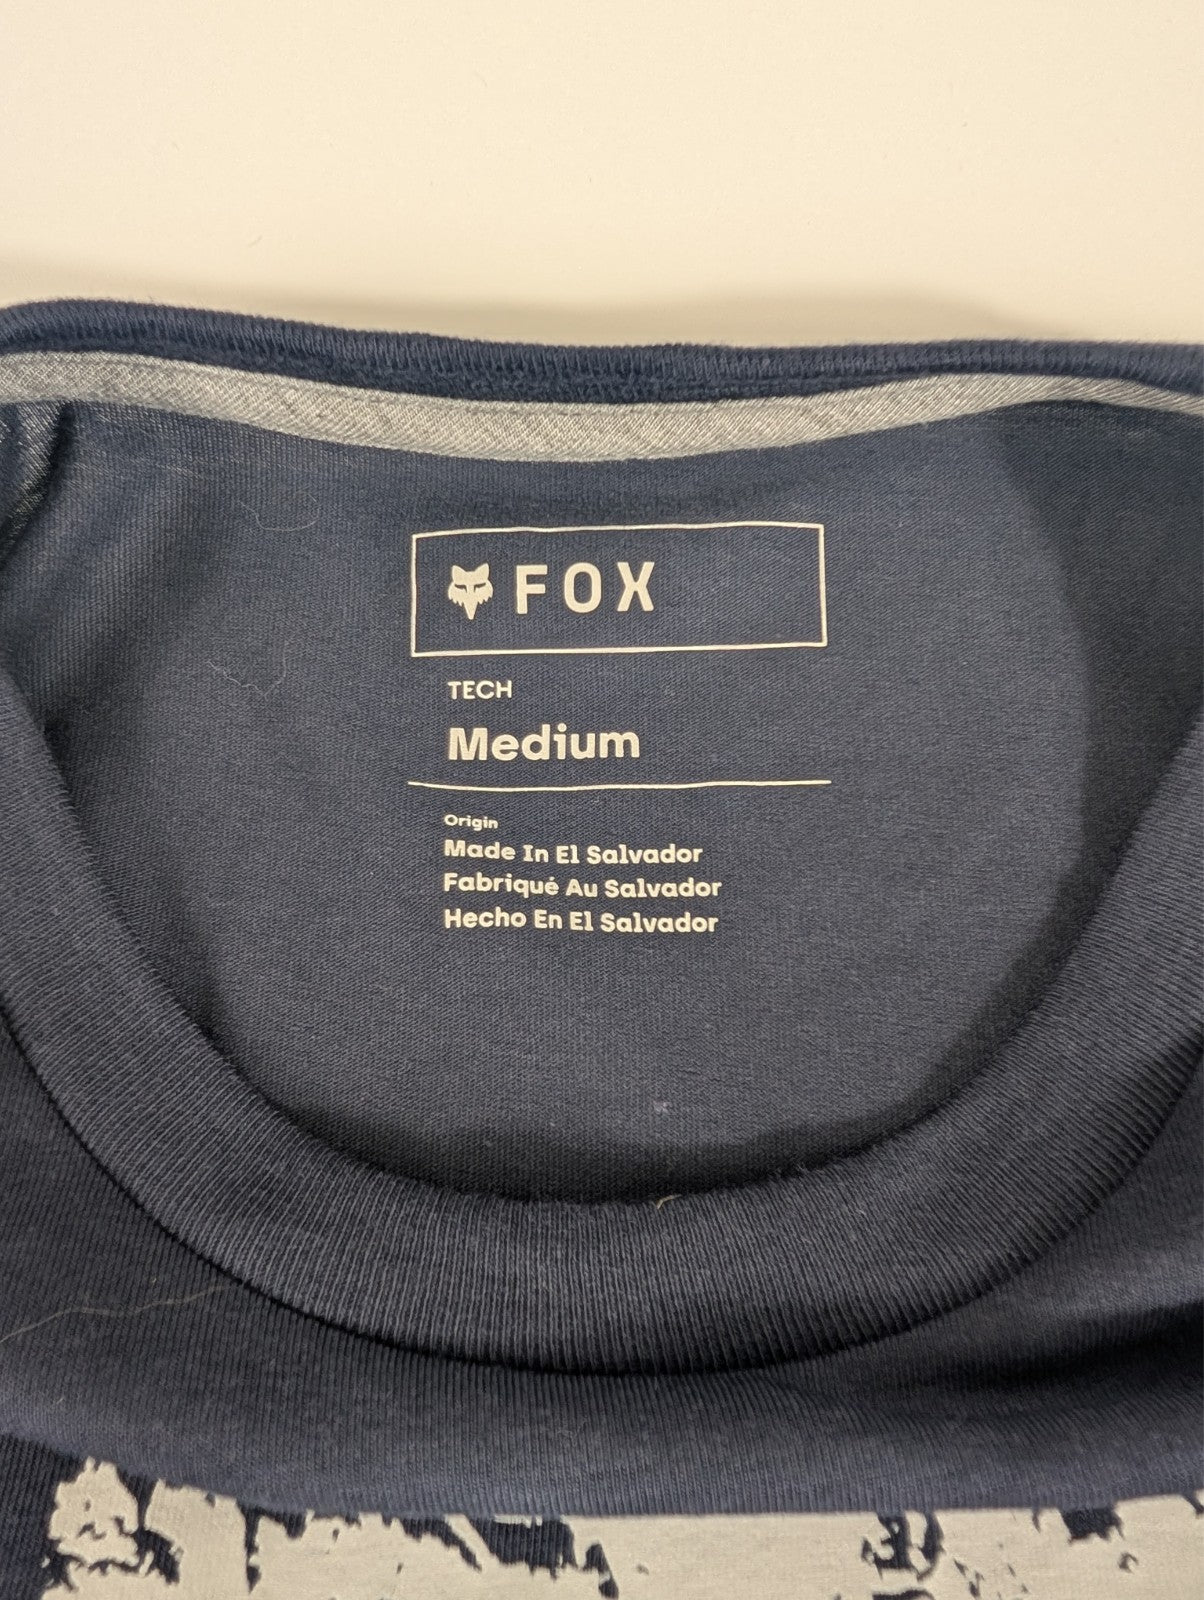 FOX
TECH
Medium
Origin
Made In El Salvador
Fabriqué Au Salvador
Hecho En El Salvador